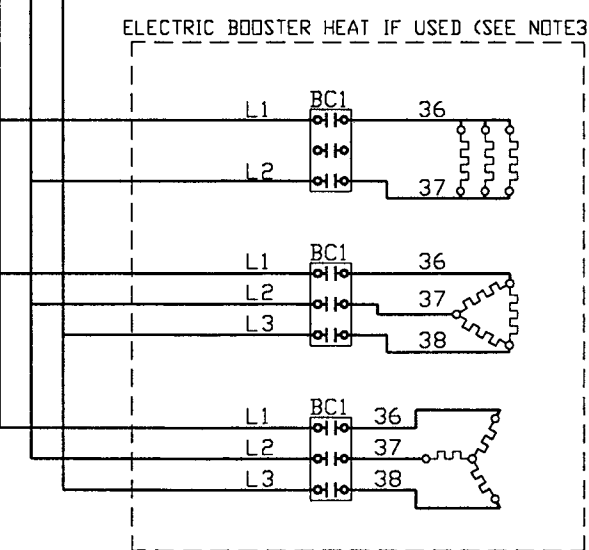 ELECTRIC BOOSTER HEAT IF USED (SEE NOTE3
L1 BC1 36
L2 37
L1 BC1 36
L2 37
L3 38
L1 BC1 36
L2 37
L3 38